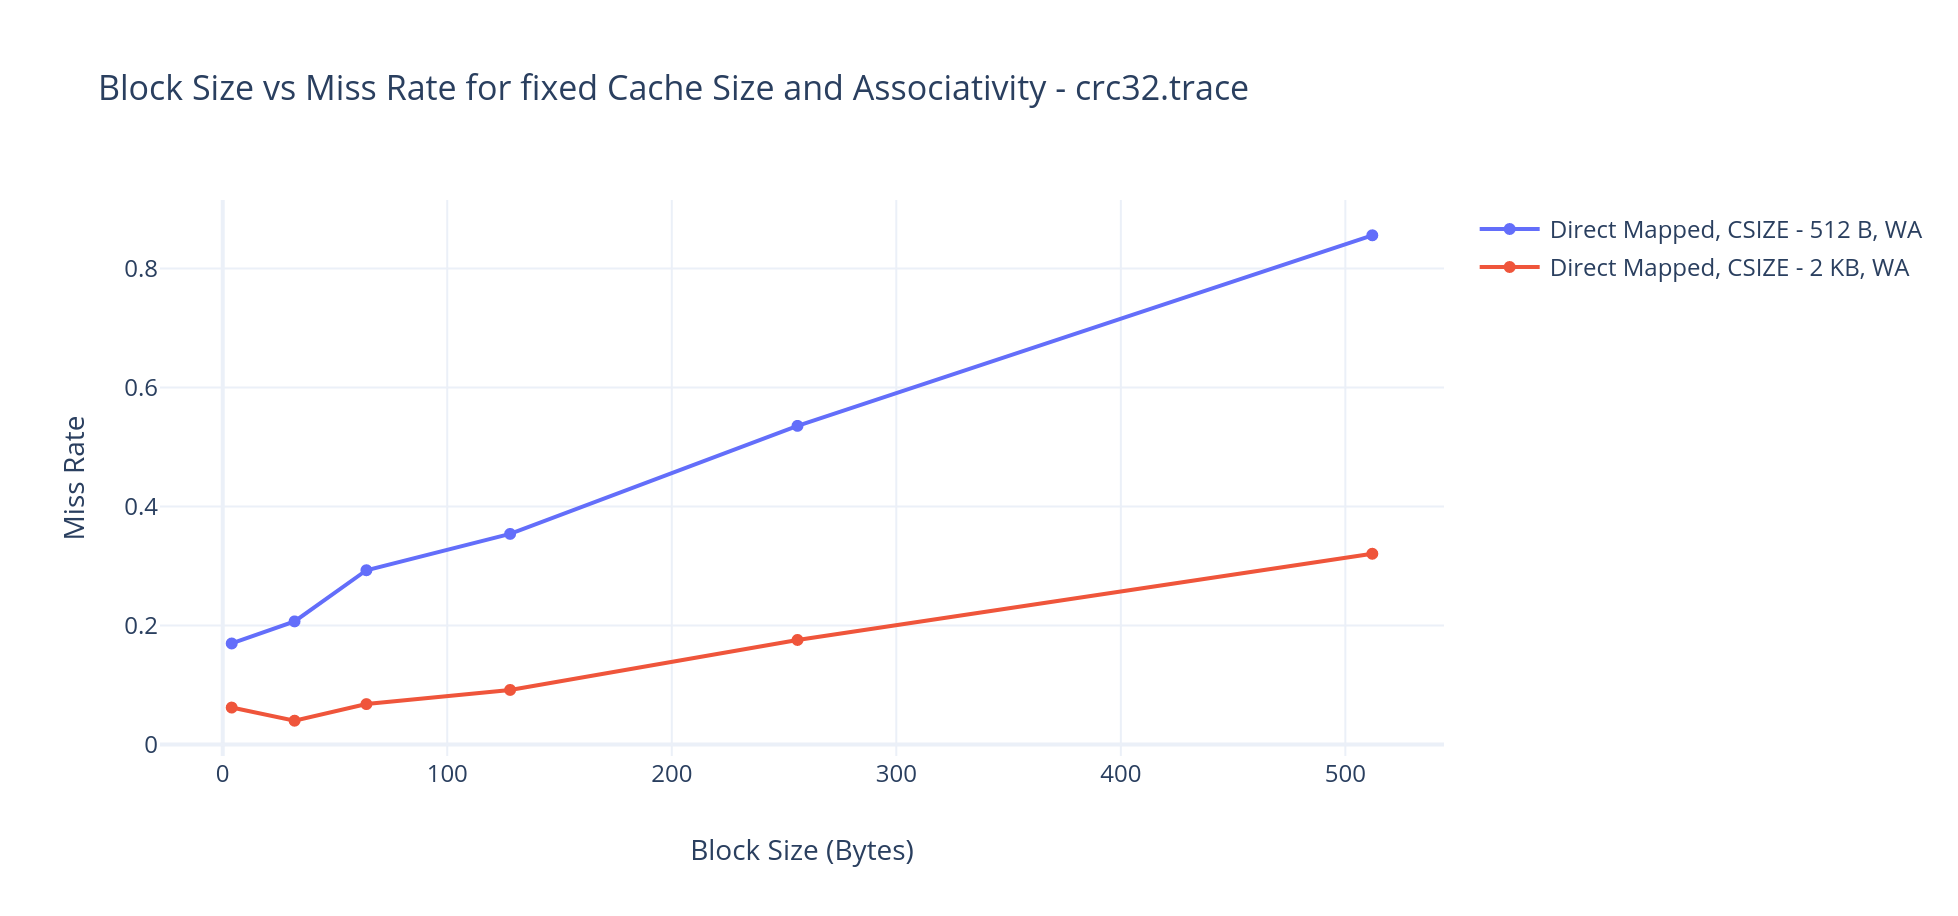 Block Size vs Miss Rate for fixed Cache Size and Associativity - crc32.trace
Direct Mapped, CSIZE - 512 B, WA
Direct Mapped, CSIZE - 2 KB, WA
Miss Rate
0.8
0.6
0.4
0.2
0
0 100 200 300 400 500
Block Size (Bytes)